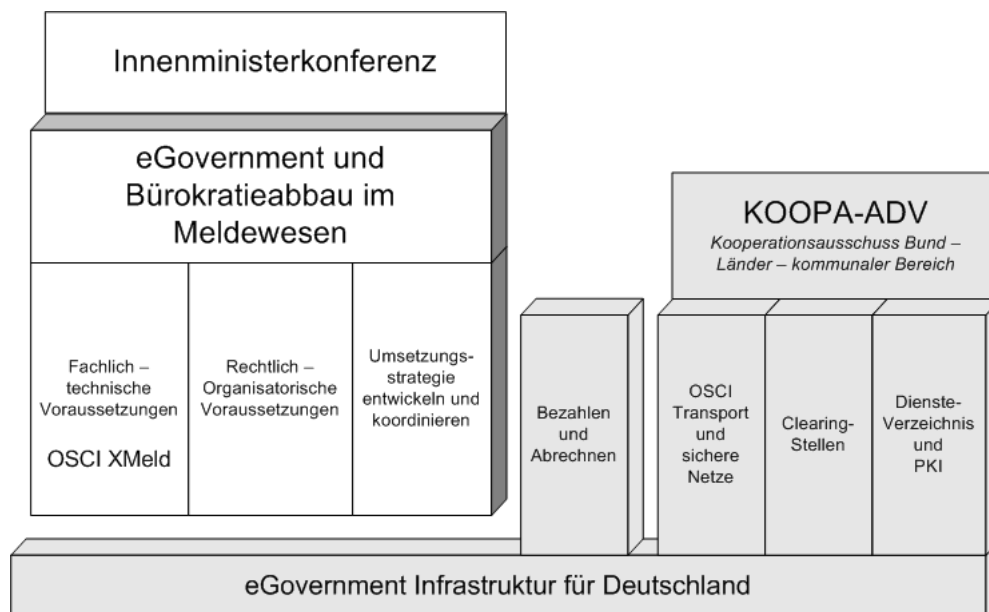 Innenministerkonferenz
eGovernment und
Bürokratieabbau im
Meldewesen
Fachlich –
technische
Voraussetzungen
OSCI XMeld
Rechtlich –
Organisatorische
Voraussetzungen
Umsetzungs-
strategie
entwickeln und
koordinieren
Bezahlen
und
Abrechnen
KOOPA-ADV
Kooperationsausschuss Bund –
Länder – kommunaler Bereich
OSCI
Transport
und
sichere
Netze
Clearing-
Stellen
Dienste-
Verzeichnis
und
PKI
eGovernment Infrastruktur für Deutschland